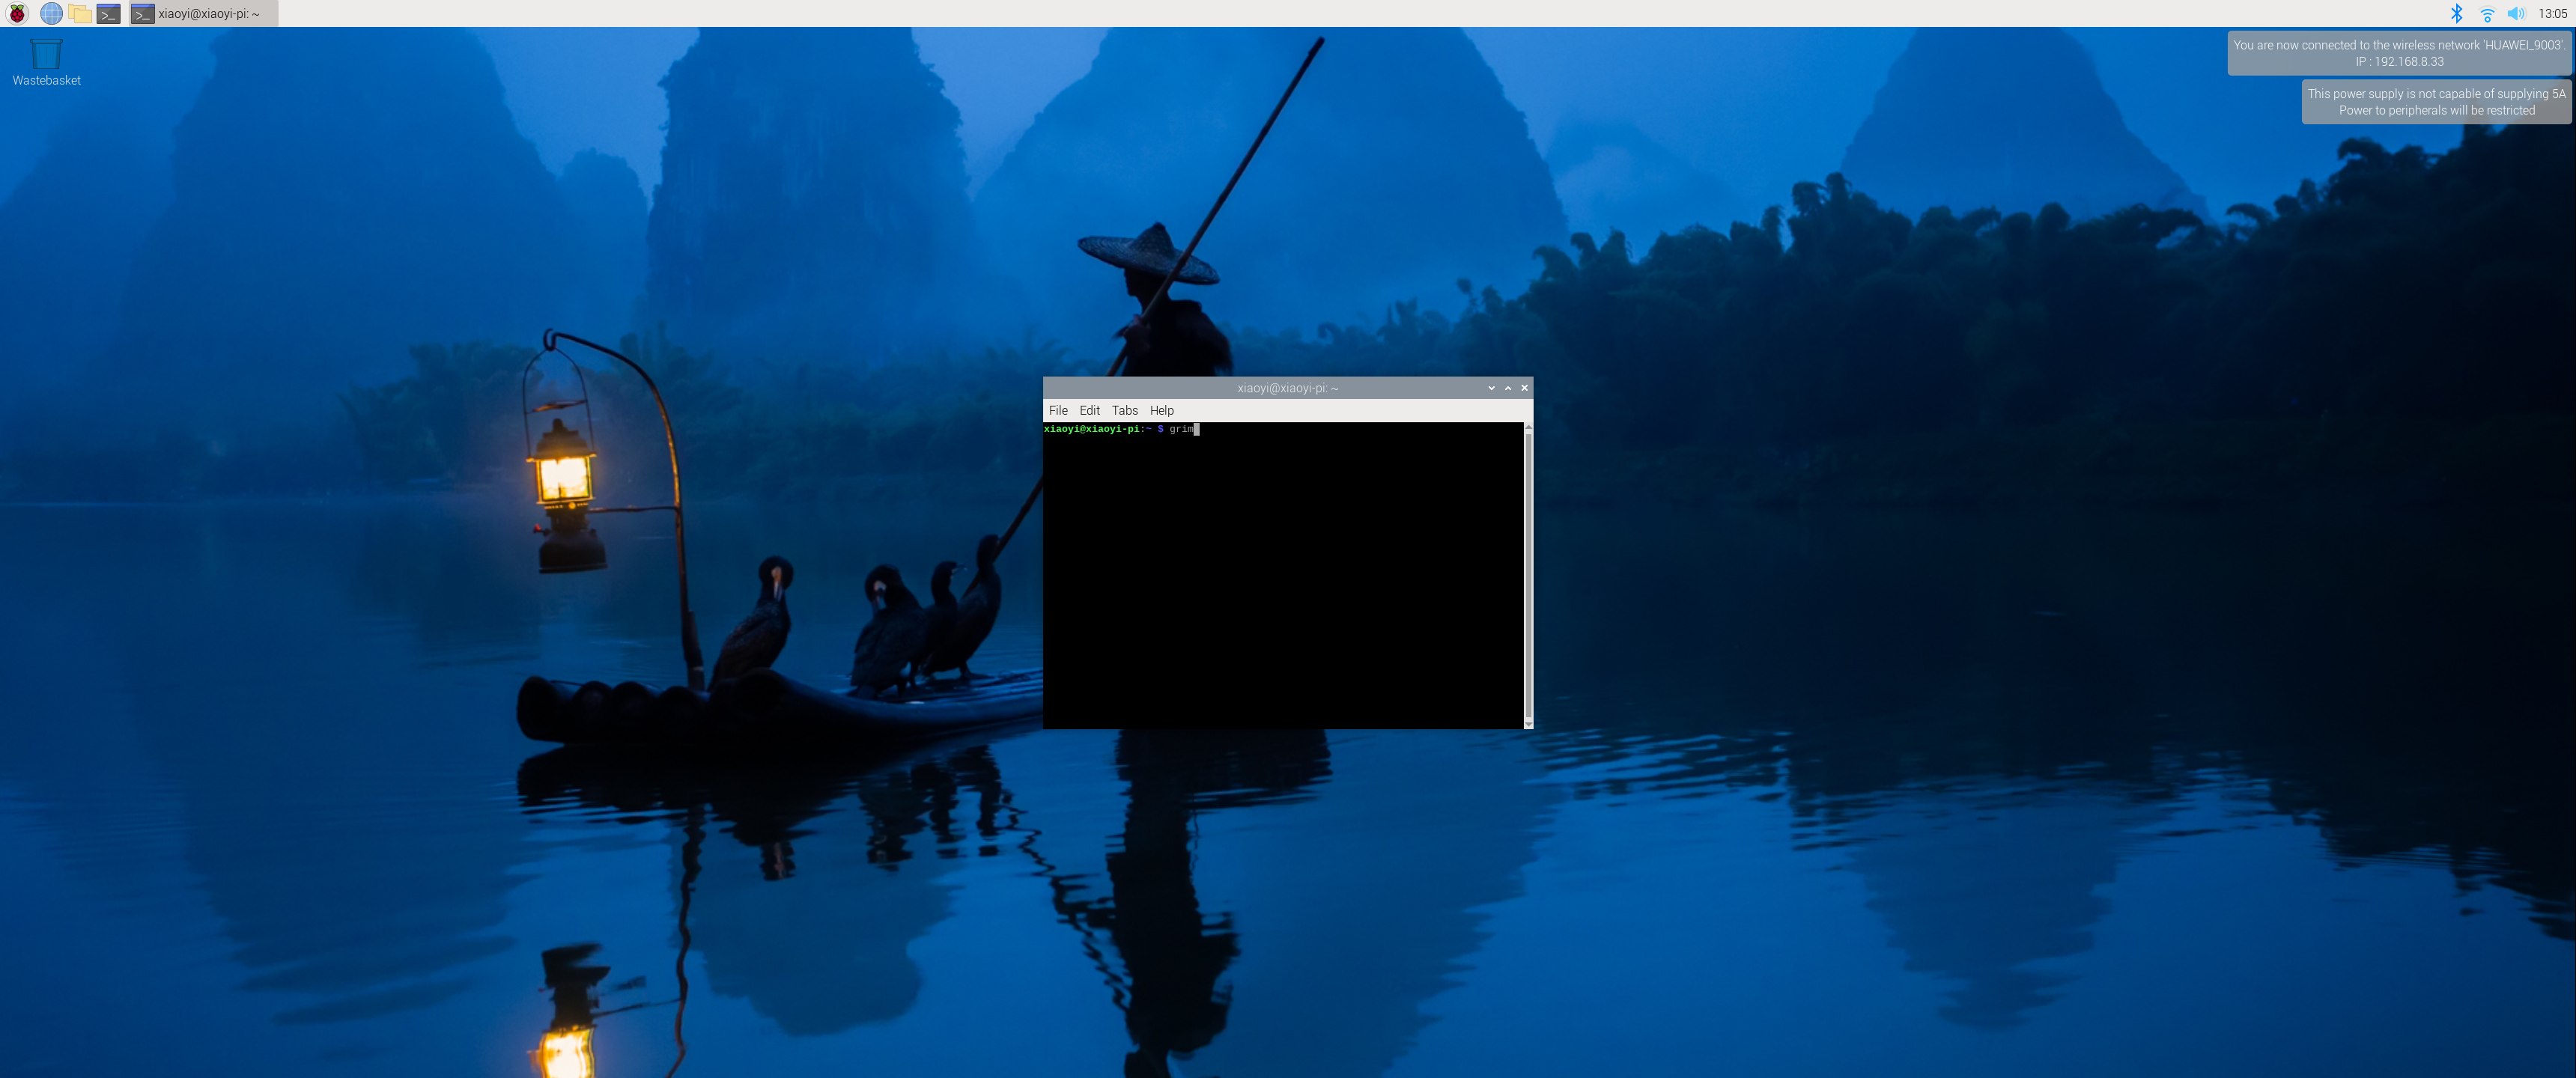 xiaoyi@xiaoyi-pi: ~
13:05
Wastebasket
You are now connected to the wireless network 'HUAWEI_9003'.
IP : 192.168.8.33
This power supply is not capable of supplying 5A
Power to peripherals will be restricted
xiaoyi@xiaoyi-pi: ~
File Edit Tabs Help
xiaoyi@xiaoyi-pi:~ $ grim